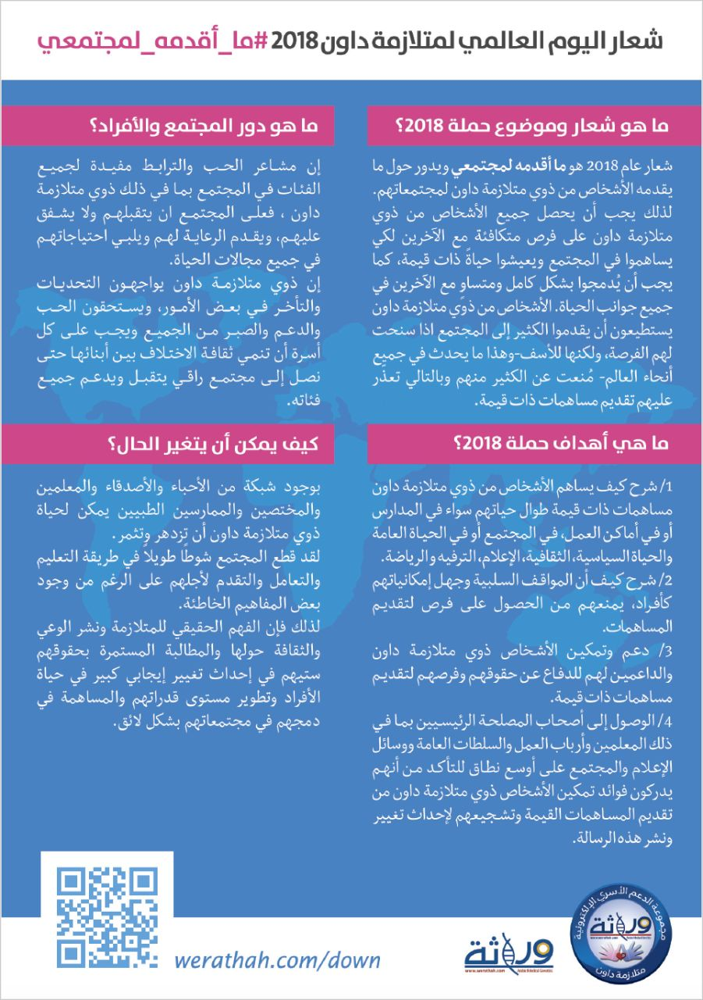 شعار اليوم العالمي لمتلازمة داون 2018 #ما_أقدمه_لمجتمعي
ما هو شعار وموضوع حملة 2018؟
شعار عام 2018 هو ما أقدمه لمجتمعي ويدور حول ما
يقدمه الأشخاص من ذوي متلازمة داون لمجتمعاتهم.
لذلك يجب أن يحصل جميع الأشخاص من ذوي
متلازمة داون على فرص متكافئة مع الآخرين لكي
يساهموا في المجتمع ويعيشوا حياةً ذات قيمة، كما
يجب أن يُدمجوا بشكل كامل ومتساوٍ مع الآخرين في
جميع جوانب الحياة. الأشخاص من ذوي متلازمة داون
يستطيعون أن يقدموا الكثير إلى المجتمع اذا سنحت
لهم الفرصة، ولكنها للأسف-وهذا ما يحدث في جميع
أنحاء العالم- مُنعت عن الكثير منهم وبالتالي تعذّر
عليهم تقديم مساهمات ذات قيمة.
ما هي أهداف حملة 2018؟
1/ شرح كيف يساهم الأشخاص من ذوي متلازمة داون
مساهمات ذات قيمة طوال حياتهم سواء في المدارس
أو في أماكن العمل، في المجتمع أو في الحياة العامة
والحياة السياسية، الثقافية، الإعلام، الترفيه والرياضة.
2/ شرح كيف أن المواقف السلبية وجهل إمكانياتهم
كأفراد، يمنعهم من الحصول على فرص لتقديم
المساهمات.
3/ دعم وتمكين الأشخاص ذوي متلازمة داون
والداعمين لهم للدفاع عن حقوقهم وفرصهم لتقديم
مساهمات ذات قيمة.
4/ الوصول إلى أصحاب المصلحة الرئيسيين بما في
ذلك المعلمين وأرباب العمل والسلطات العامة ووسائل
الإعلام والمجتمع على أوسع نطاق للتأكد من أنهم
يدركون فوائد تمكين الأشخاص ذوي متلازمة داون من
تقديم المساهمات القيمة وتشجيعهم لإحداث تغيير
ونشر هذه الرسالة.
ما هو دور المجتمع والأفراد؟
إن مشاعر الحب والترابط مفيدة لجميع
الفئات في المجتمع بما في ذلك ذوي متلازمة
داون ، فعلى المجتمع ان يتقبلهم ولا يشفق
عليهم، ويقدم الرعاية لهم ويلبي احتياجاتهم
في جميع مجالات الحياة.
إن ذوي متلازمة داون يواجهون التحديات
والتأخر في بعض الأمور، ويستحقون الحب
والدعم والصبر من الجميع ويجب على كل
أسرة أن تنمي ثقافة الاختلاف بين أبنائها حتى
نصل إلى مجتمع راقي يتقبل ويدعم جميع
فئاته.
كيف يمكن أن يتغير الحال؟
بوجود شبكة من الأحباء والأصدقاء والمعلمين
والمختصين والممارسين الطبيين يمكن لحياة
ذوي متلازمة داون أن تزدهر وتثمر.
لقد قطع المجتمع شوطًا طويلاً في طريقة التعليم
والتعامل والتقدم لأجلهم على الرغم من وجود
بعض المفاهيم الخاطئة.
لذلك فإن الفهم الحقيقي للمتلازمة ونشر الوعي
والثقافة حولها والمطالبة المستمرة بحقوقهم
ستيهم في إحداث تغيير إيجابي كبير في حياة
الأفراد وتطوير مستوى قدراتهم والمساهمة في
دمجهم في مجتمعاتهم بشكل لائق.
مجموعة الدعم الأسري الإلكترونية
وراثة
متلازمة داون
وراثة
www.werathah.com
werathah.com/down